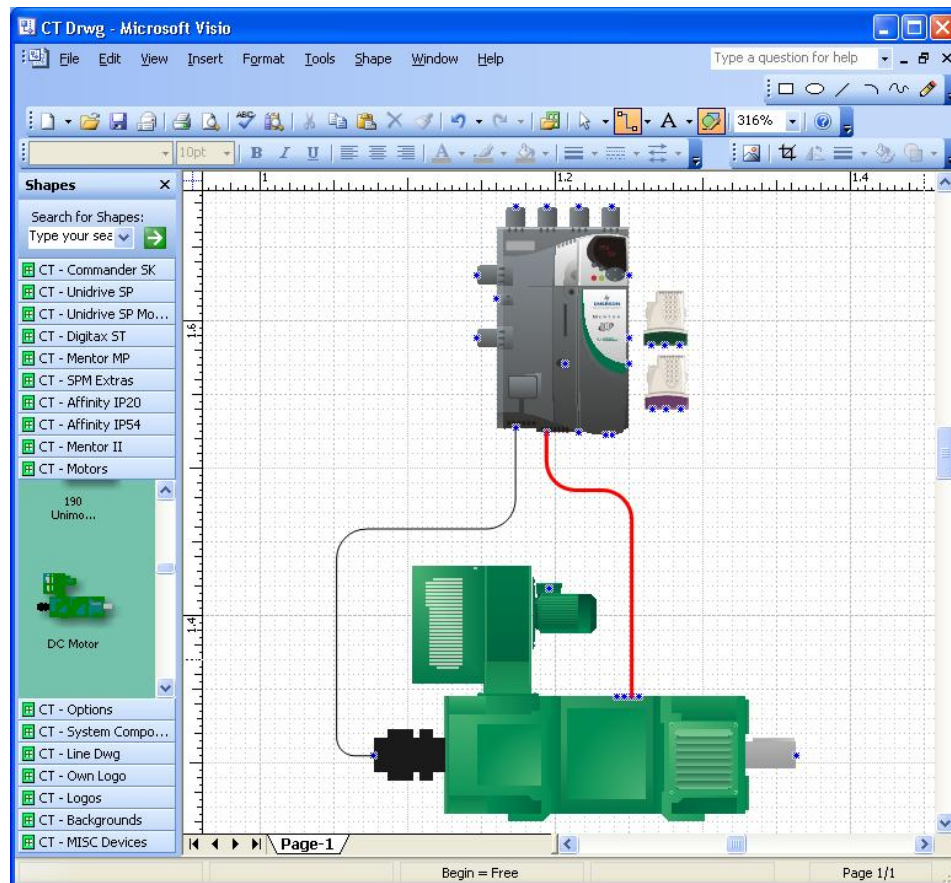 CT Drwg - Microsoft Visio
File Edit View Insert Format Tools Shape Window Help
Type a question for help
ABC
A
316%
10pt
B I U
A
Shapes
1 1.2 1.4
Search for Shapes:
Type your sea
CT - Commander SK
CT - Unidrive SP
CT - Unidrive SP Mo...
CT - Digitax ST
CT - Mentor MP
CT - SPM Extras
CT - Affinity IP20
CT - Affinity IP54
CT - Mentor II
CT - Motors
190
Unimo...
DC Motor
CT - Options
CT - System Compo...
CT - Line Dwg
CT - Own Logo
CT - Logos
CT - Backgrounds
CT - MISC Devices
1.6
1.4
EMERSON
Mentor
Page-1
Begin = Free
Page 1/1